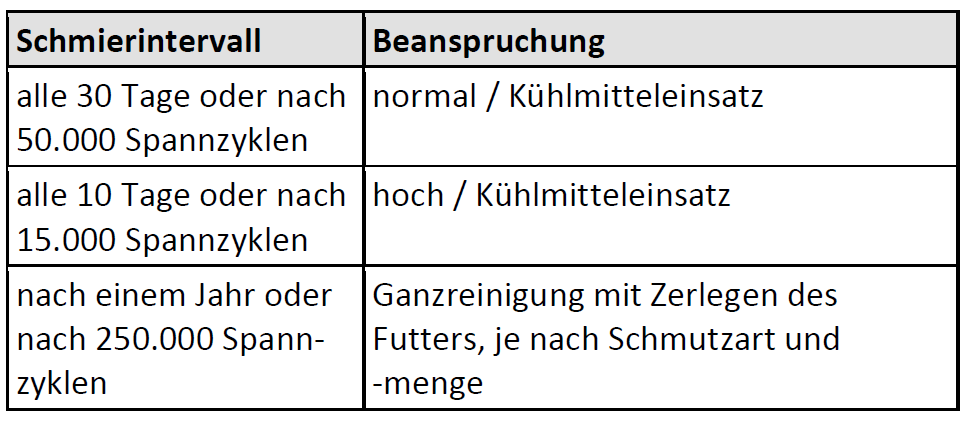 Schmierintervall Beanspruchung
alle 30 Tage oder nach normal / Kühlmitteleinsatz
50.000 Spannzyklen
alle 10 Tage oder nach hoch / Kühlmitteleinsatz
15.000 Spannzyklen
nach einem Jahr oder Ganzreinigung mit Zerlegen des
nach 250.000 Spann- Futters, je nach Schmutzart und
zyklen -menge